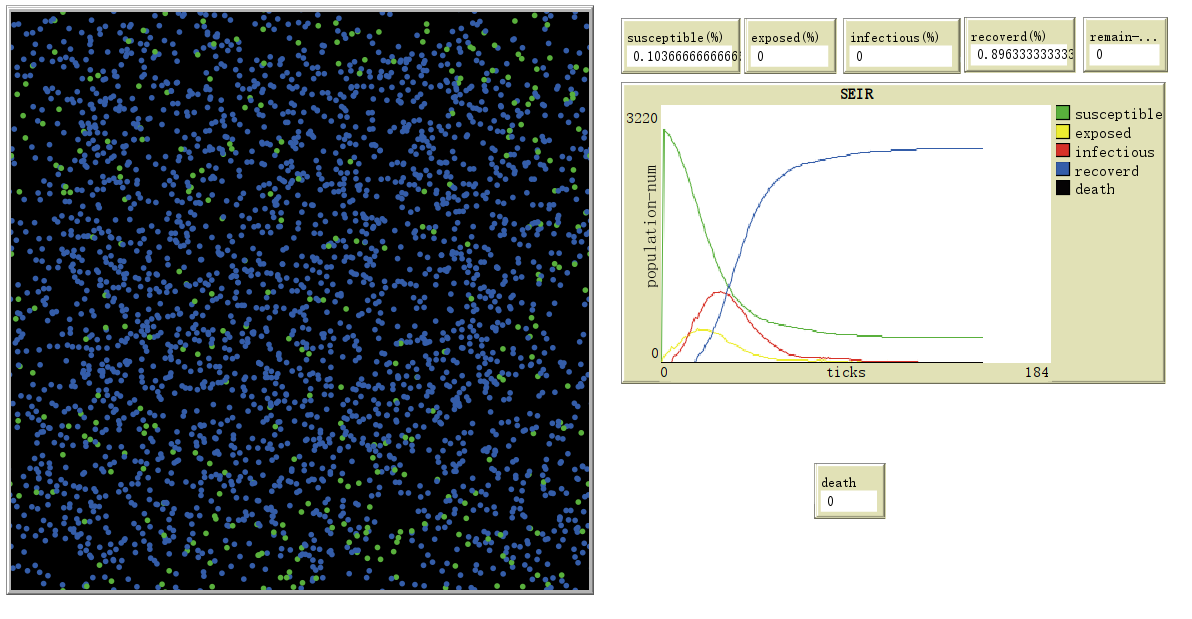 susceptible(%)
0.1036666666666
exposed(%)
0
infectious(%)
0
recoverd(%)
0.896333333333
remain-...
0
SEIR
3220
population-num
0
0
ticks
184
susceptible
exposed
infectious
recoverd
death
death
0